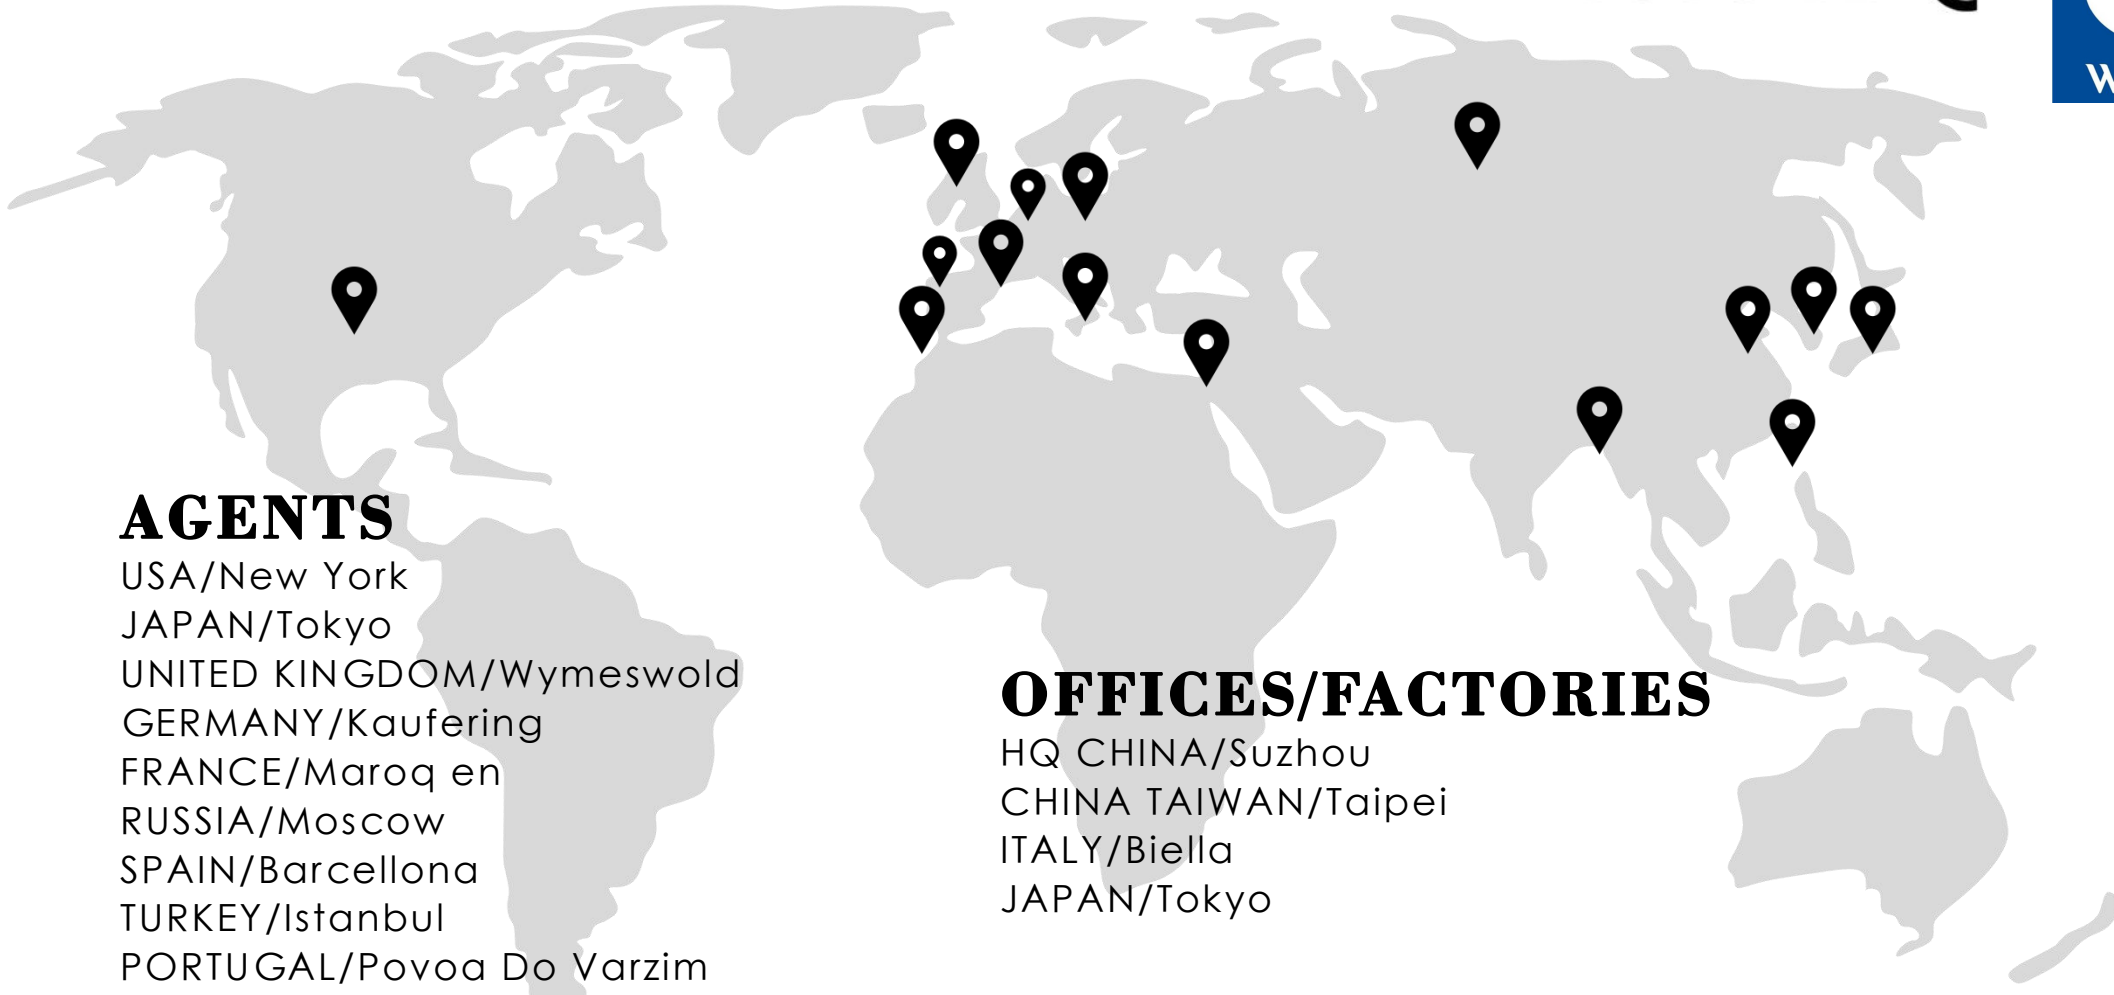 AGENTS
USA/New York
JAPAN/Tokyo
UNITED KINGDOM/Wymeswold
GERMANY/Kaufering
FRANCE/Maroq en
RUSSIA/Moscow
SPAIN/Barcellona
TURKEY/Istanbul
PORTUGAL/Povoa Do Varzim
OFFICES/FACTORIES
HQ CHINA/Suzhou
CHINA TAIWAN/Taipei
ITALY/Biella
JAPAN/Tokyo